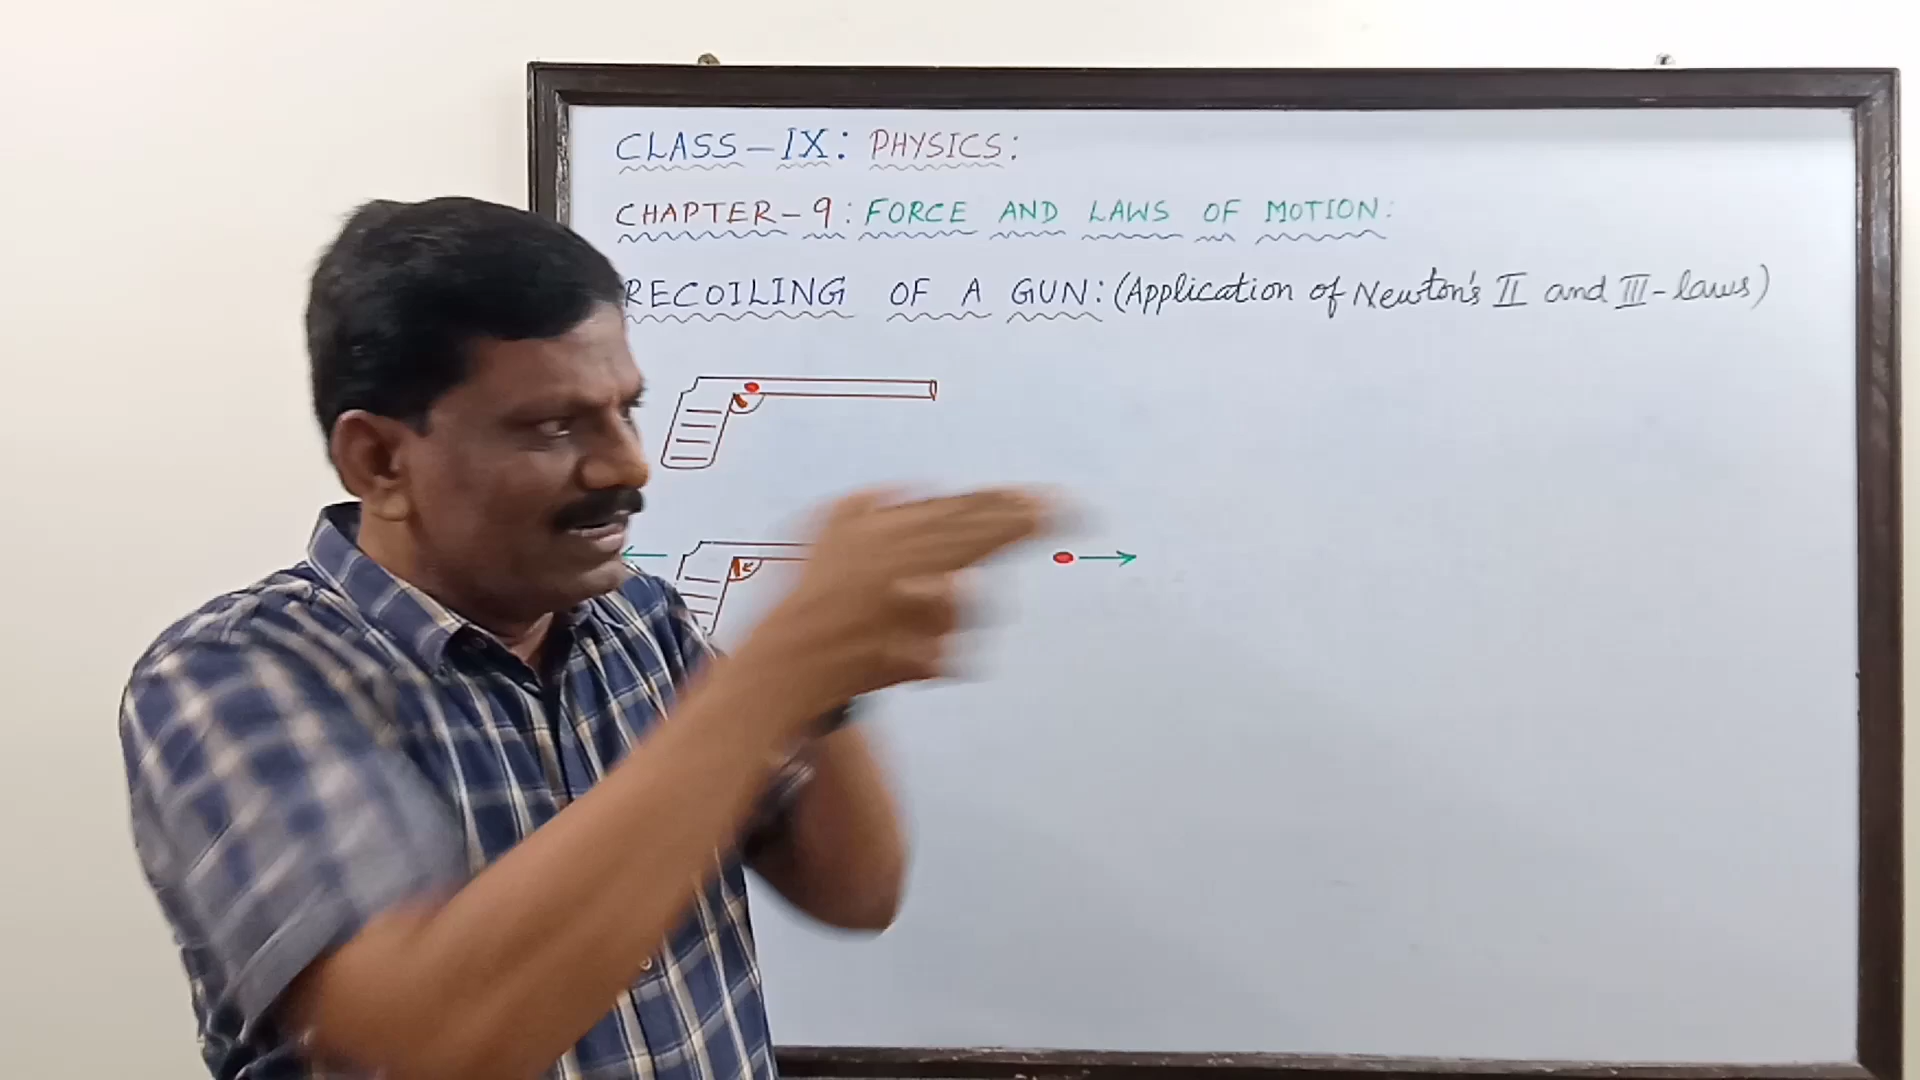 CLASS-IX: PHYSICS:
CHAPTER-9: FORCE AND LAWS OF MOTION:
RECOILING OF A GUN: (Application of Newton's II and III-laws)